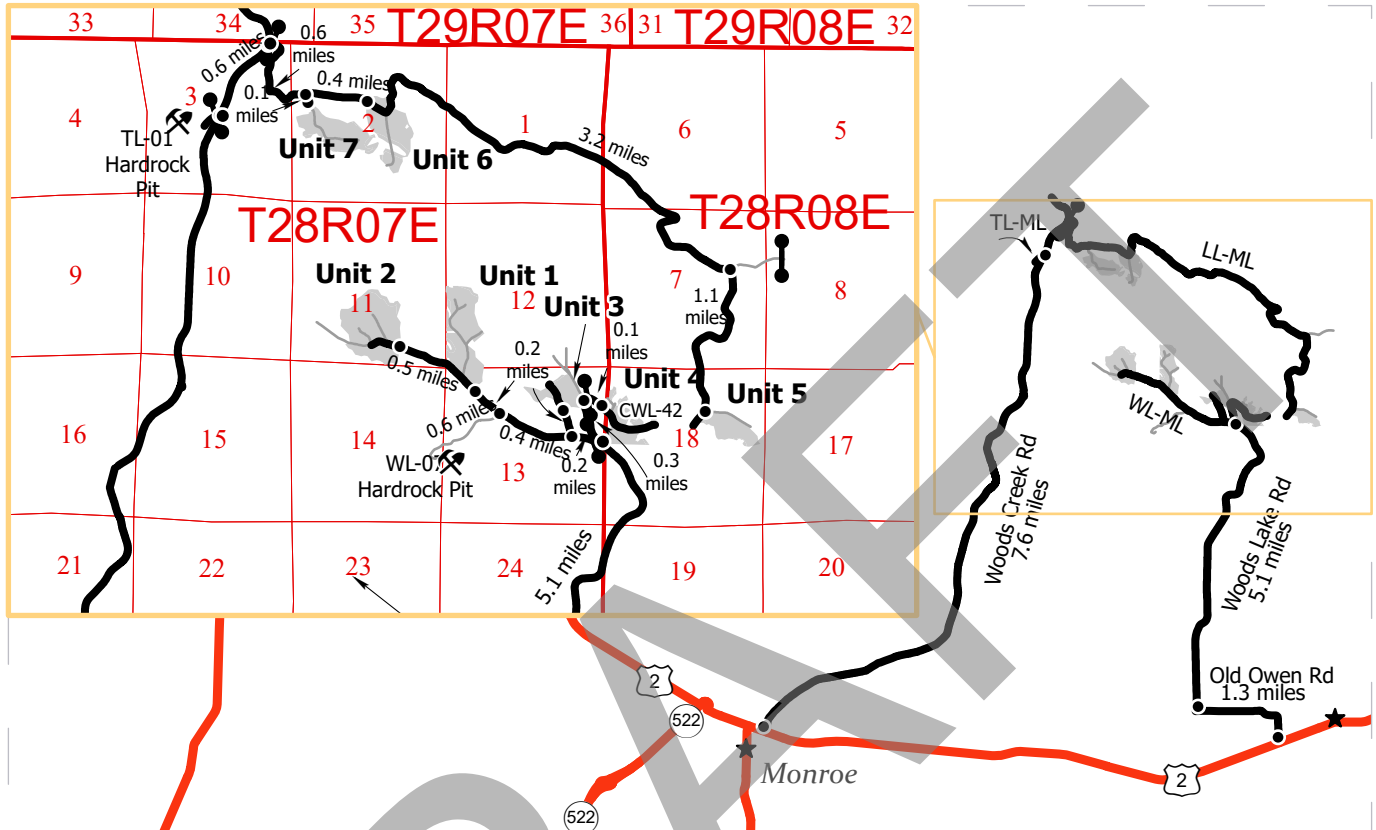 33
34
35
T29R07E
36
31
T29R08E
32
0.6 miles
0.6
miles
4
3
0.1
miles
0.4 miles
2
1
6
5
TL-01
Hardrock
Pit
Unit 7
Unit 6
3.2 miles
T28R07E
T28R08E
9
10
Unit 2
11
Unit 1
12
Unit 3
7
8
1.1
miles
0.1
miles
0.2
miles
0.5 miles
Unit 4
Unit 5
CWL-42
0.6 miles
0.4 miles
16
15
14
13
18
17
WL-07
Hardrock Pit
0.2
miles
0.3
miles
21
22
23
24
19
20
5.1 miles
TL-ML
LL-ML
WL-ML
Woods Creek Rd
7.6 miles
Woods Lake Rd
5.1 miles
Old Owen Rd
1.3 miles
2
522
Monroe
2
522